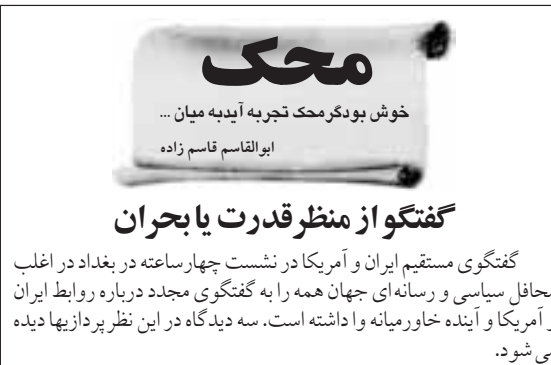 محک
خوش بود گر محک تجربه آید به میان ...
ابوالقاسم قاسم زاده
گفتگو از منظر قدرت یا بحران
گفتگوی مستقیم ایران و آمریکا در نشست چهارساعته در بغداد در اغلب
محافل سیاسی و رسانه ای جهان همه را به گفتگوی مجدد درباره روابط ایران
و آمریکا و آینده خاورمیانه وا داشته است. سه دیدگاه در این نظرپردازیها دیده
می شود.